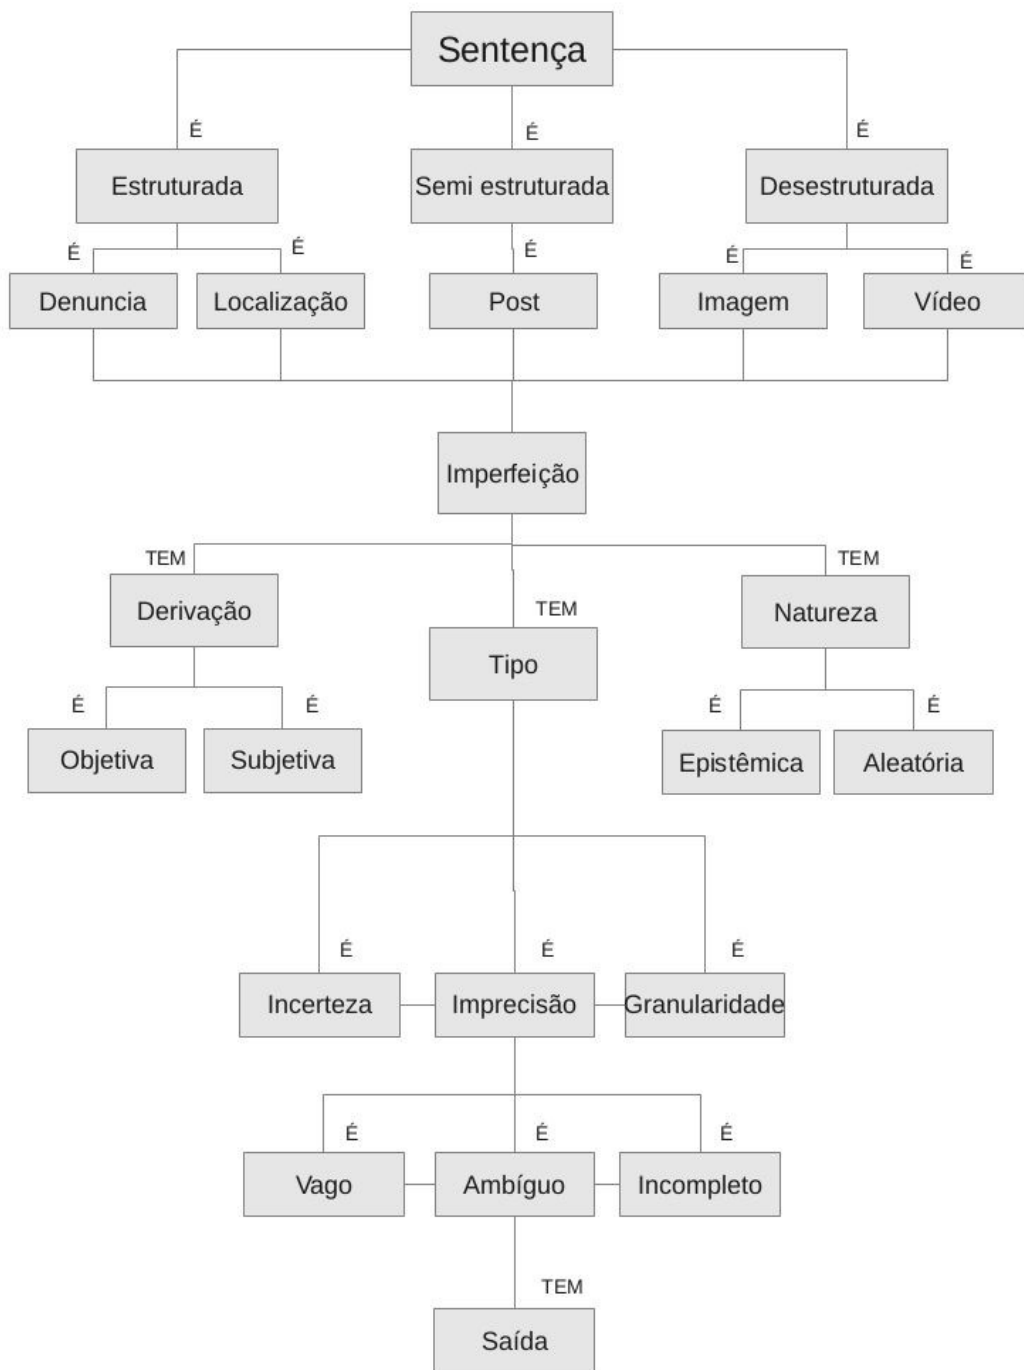 Sentença
É
É
É
Estruturada
Semi estruturada
Desestruturada
É
É
É
É
É
Denuncia
Localização
Post
Imagem
Vídeo
Imperfeição
TEM
TEM
TEM
Derivação
Tipo
Natureza
É
É
É
É
Objetiva
Subjetiva
Epistêmica
Aleatória
É
É
É
Incerteza
Imprecisão
Granularidade
É
É
É
Vago
Ambíguo
Incompleto
TEM
Saída